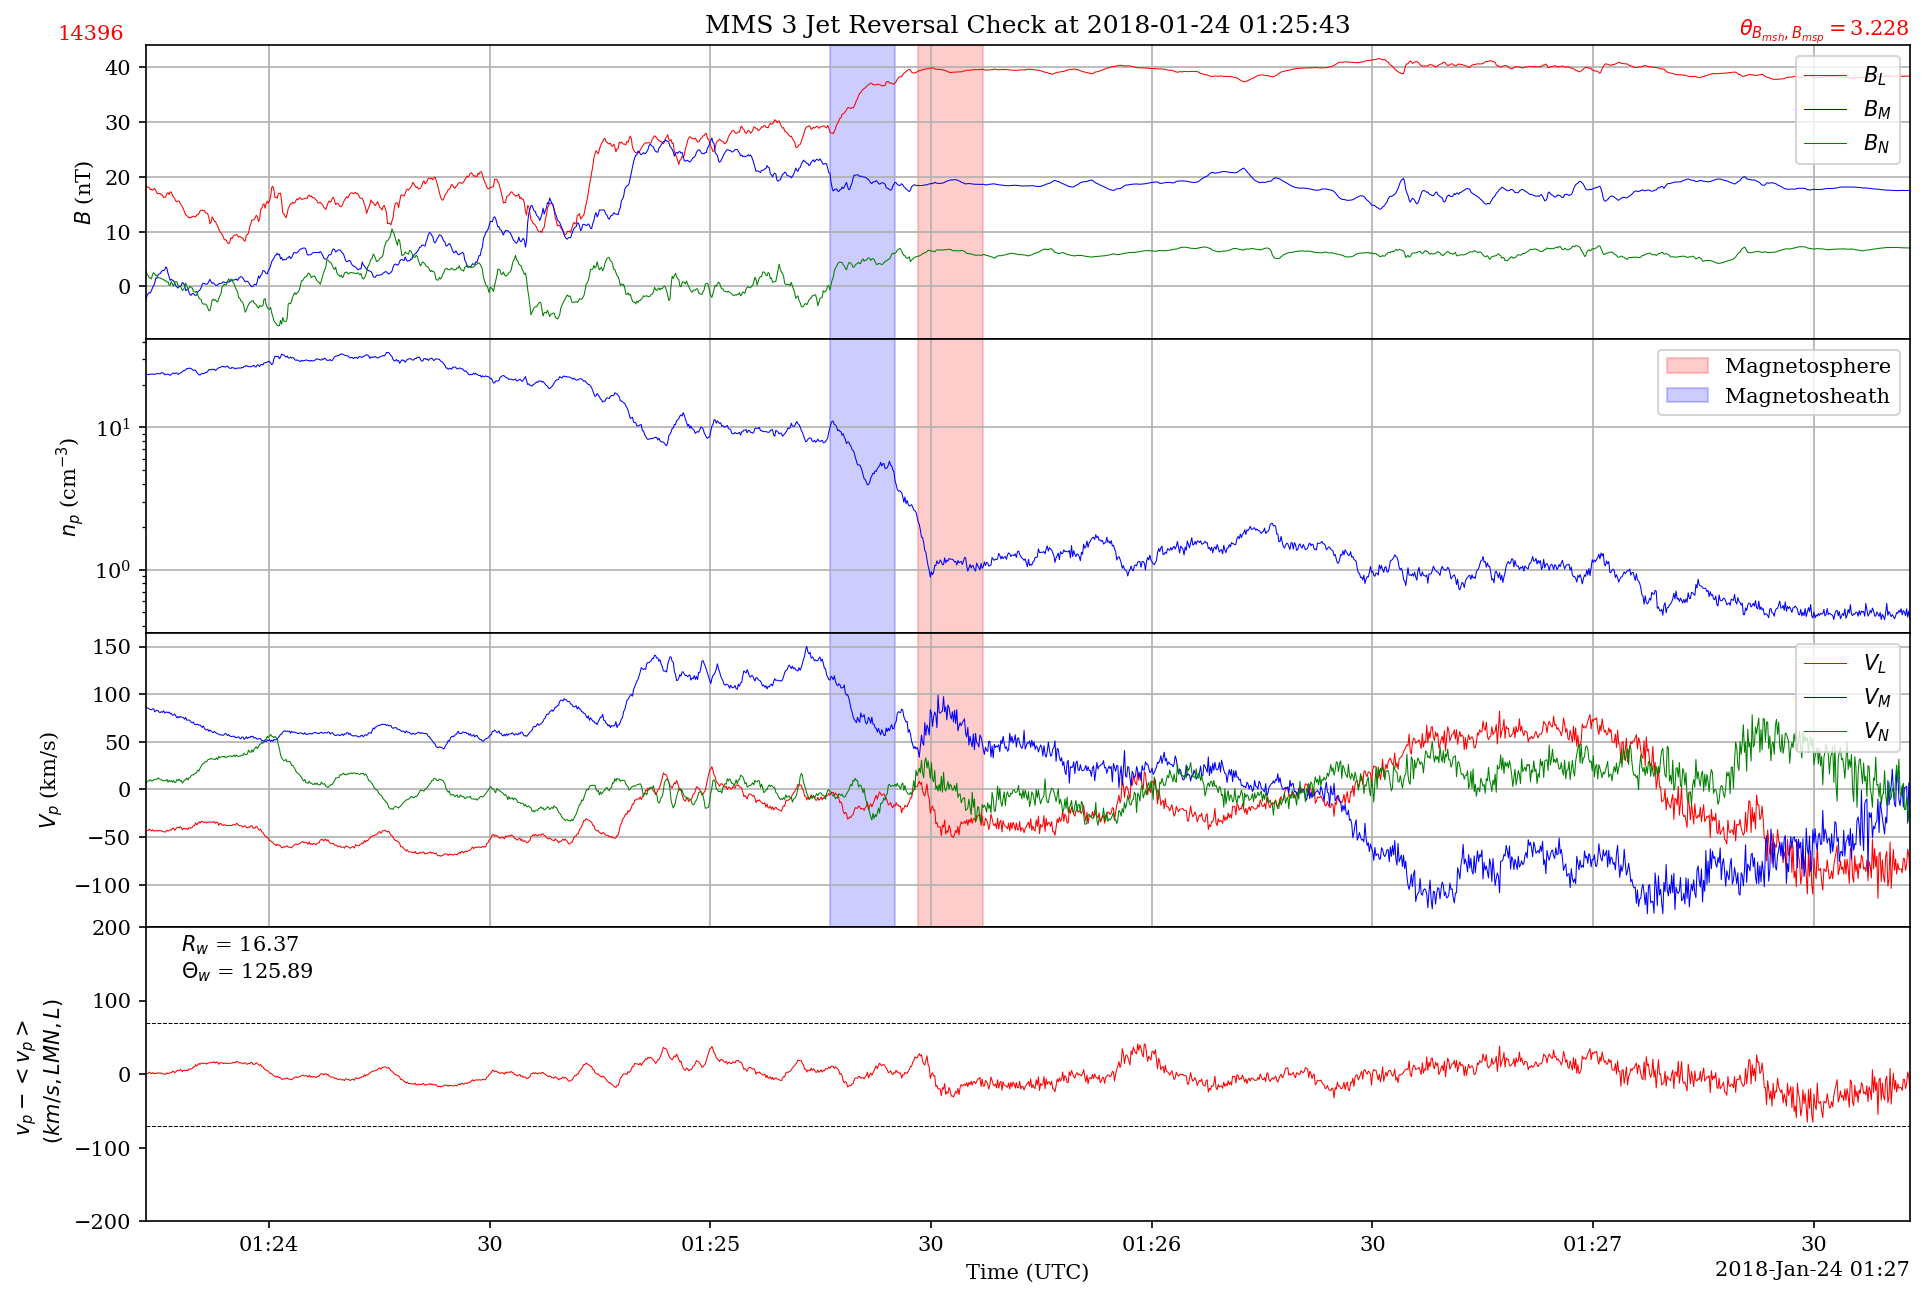 MMS 3 Jet Reversal Check at 2018-01-24 01:25:43
14396
θ_{B_{msh}, B_{msp}} = 3.228
40
30
20
10
0
B (nT)
B_L
B_M
B_N
10^1
10^0
n_p (cm^{−3})
Magnetosphere
Magnetosheath
150
100
50
0
−50
−100
V_p (km/s)
V_L
V_M
V_N
200
100
0
−100
−200
v_p − < v_p >
(km/s, LMN, L)
R_w = 16.37
Θ_w = 125.89
01:24 30 01:25 30 01:26 30 01:27 30
Time (UTC)
2018-Jan-24 01:27